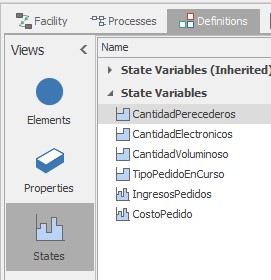 Facility Processes Definitions
Views
Name
State Variables (Inherited)
State Variables
CantidadPerecederos
CantidadElectronicos
CantidadVoluminoso
TipoPedidoEnCurso
IngresosPedidos
CostoPedido
Elements
Properties
States